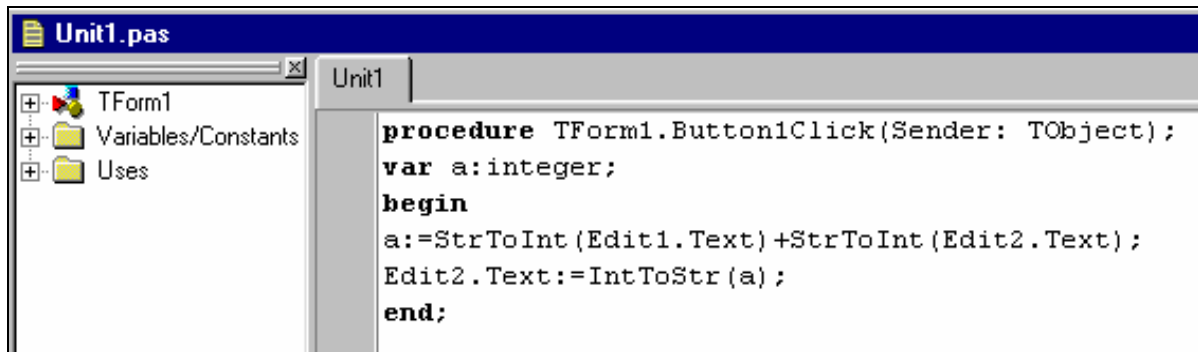 Unit1.pas
TForm1
Variables/Constants
Uses
Unit1
procedure TForm1.Button1Click(Sender: TObject);
var a:integer;
begin
a:=StrToInt(Edit1.Text)+StrToInt(Edit2.Text);
Edit2.Text:=IntToStr(a);
end;